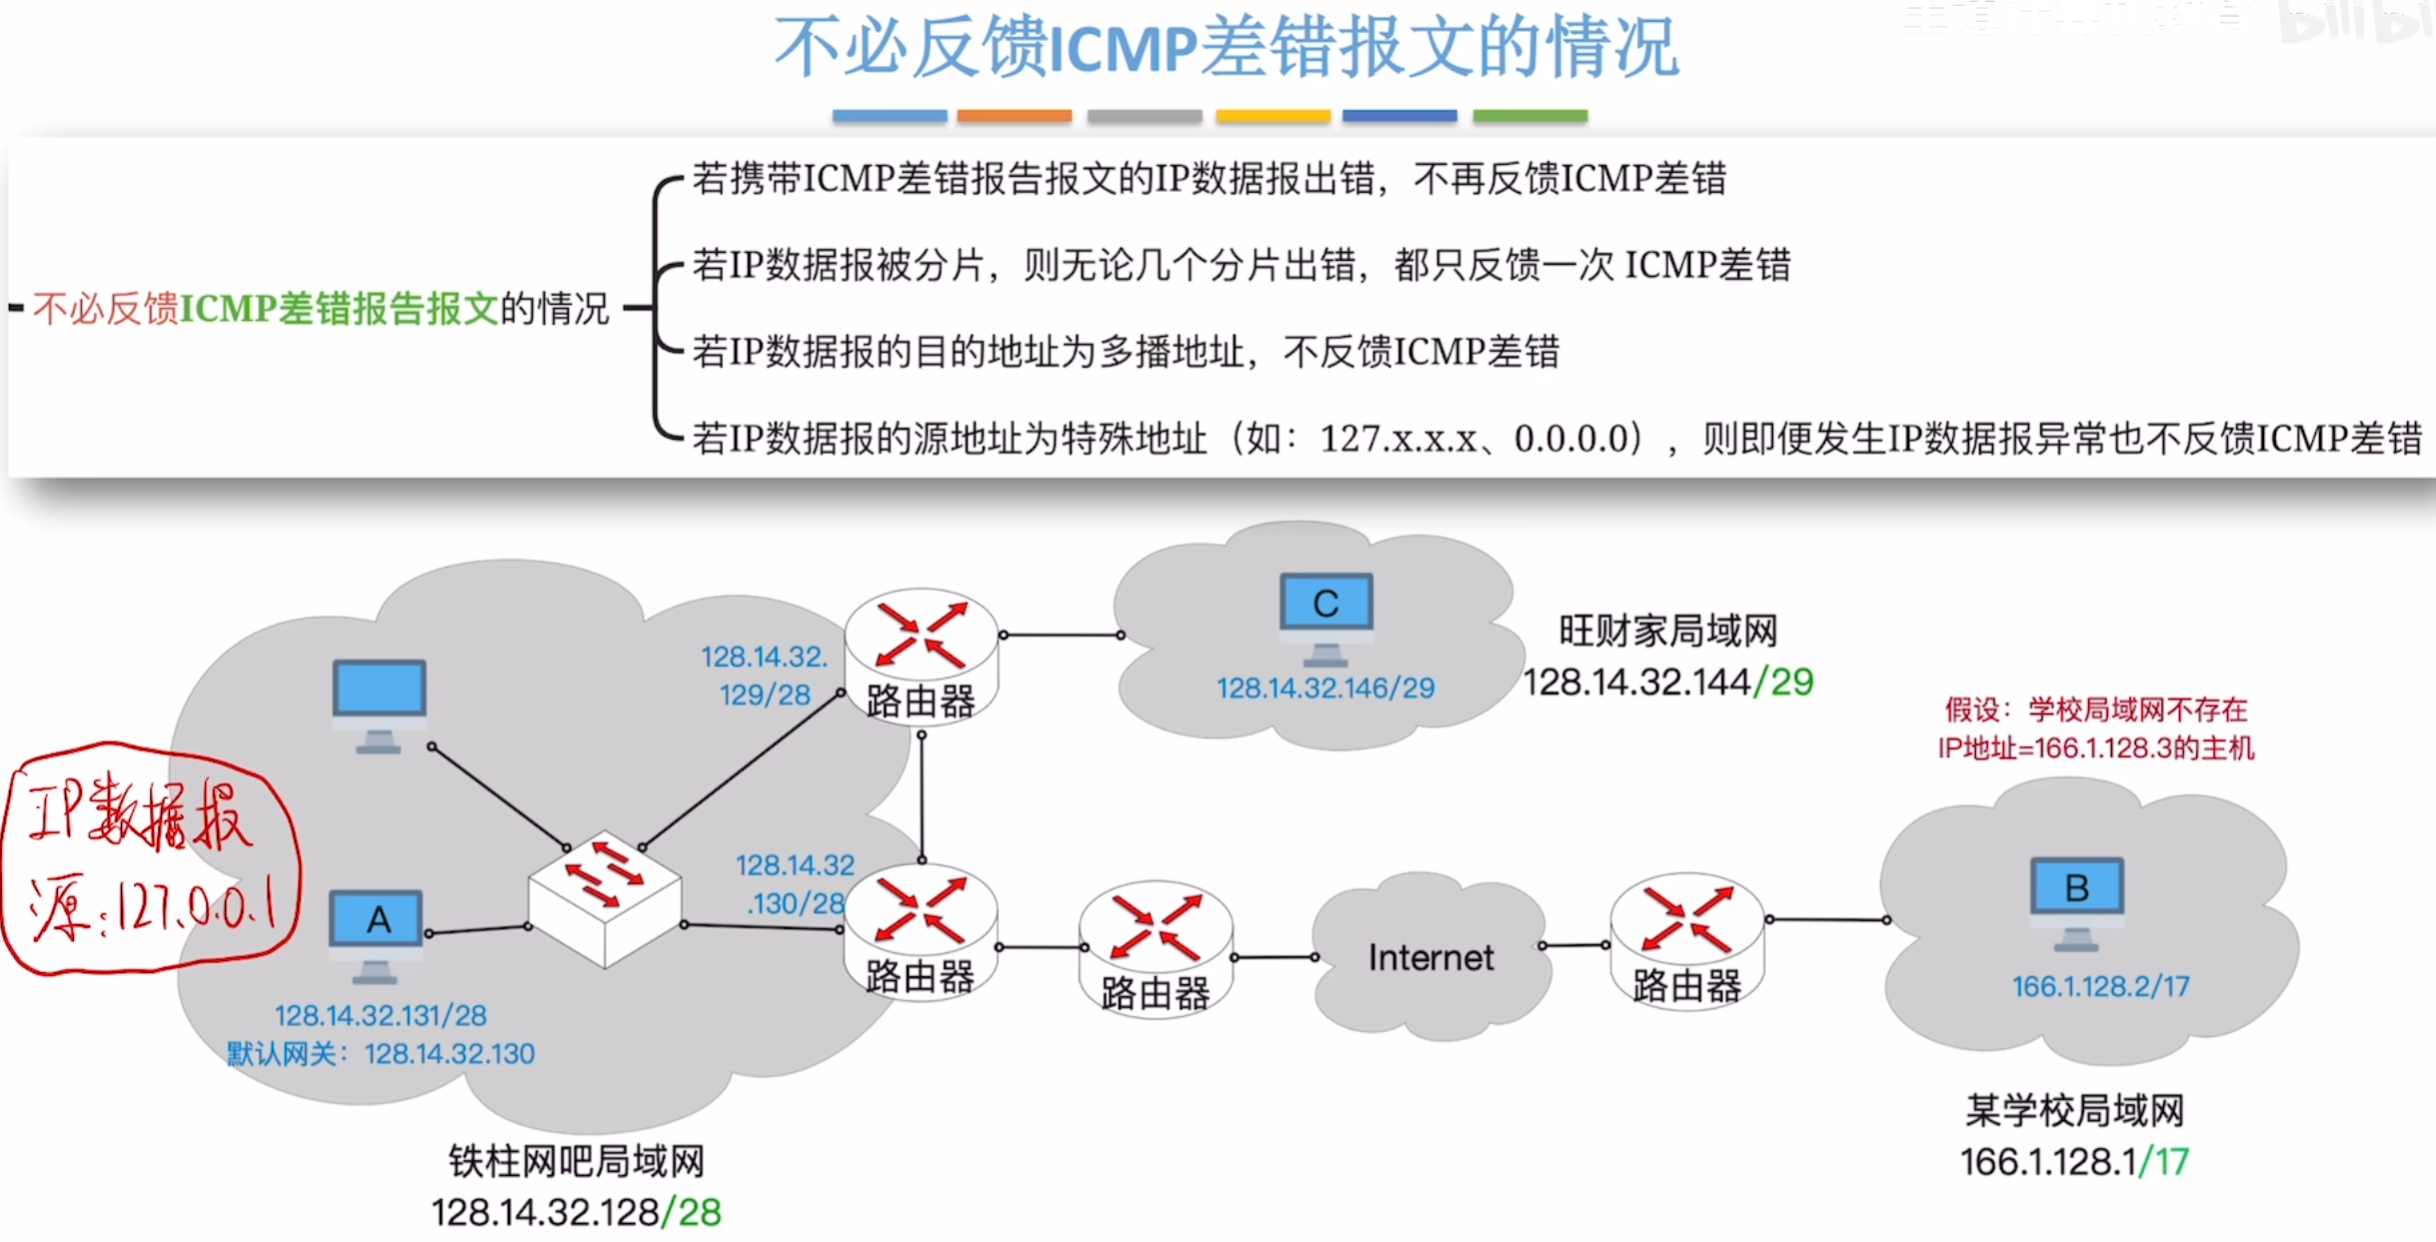 不必反馈ICMP差错报文的情况
bilibili
若携带ICMP差错报告报文的IP数据报出错，不再反馈ICMP差错
若IP数据报被分片，则无论几个分片出错，都只反馈一次 ICMP差错
不必反馈ICMP差错报告报文的情况
若IP数据报的目的地址为多播地址，不反馈ICMP差错
若IP数据报的源地址为特殊地址（如：127.x.x.x、0.0.0.0），则即便发生IP数据报异常也不反馈ICMP差错
C
128.14.32.146/29
旺财家局域网
128.14.32.144/29
128.14.32.
129/28
路由器
假设：学校局域网不存在
IP地址=166.1.128.3的主机
IP数据报
源:127.0.0.1
A
128.14.32.131/28
默认网关：128.14.32.130
128.14.32
.130/28
路由器
路由器
Internet
路由器
B
166.1.128.2/17
铁柱网吧局域网
128.14.32.128/28
某学校局域网
166.1.128.1/17